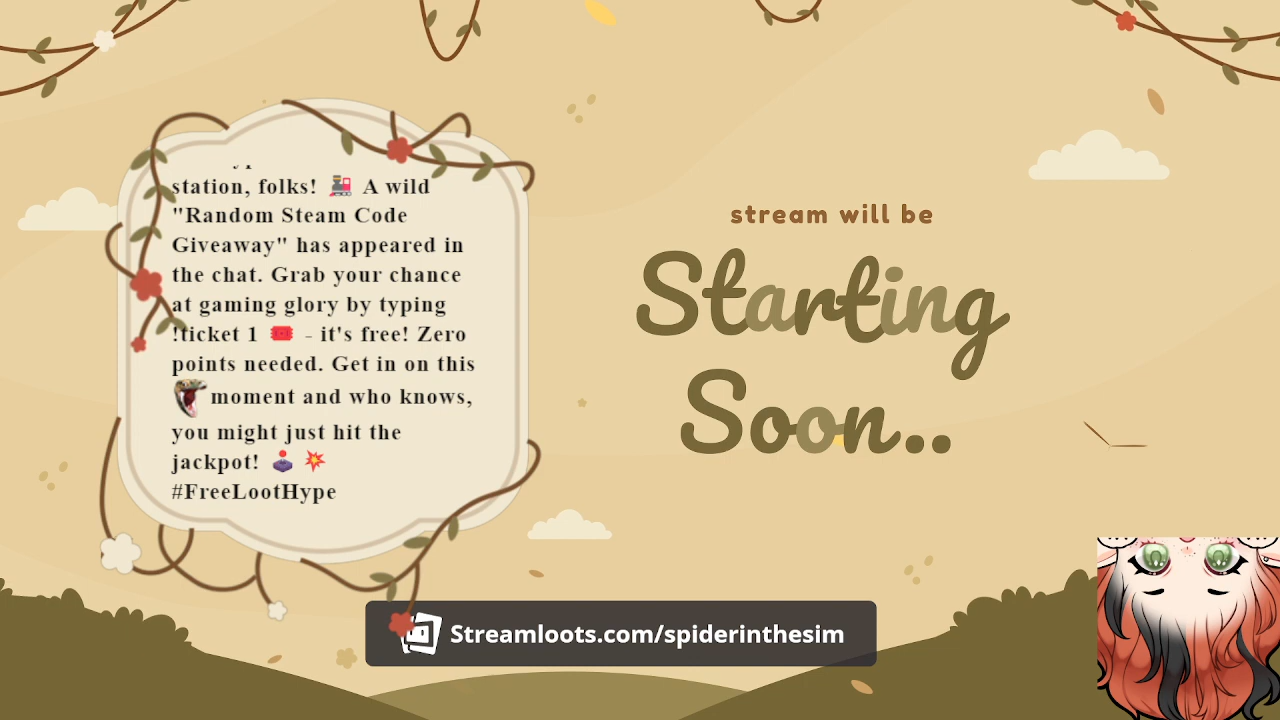 station, folks! 🚂 A wild
"Random Steam Code
Giveaway" has appeared in
the chat. Grab your chance
at gaming glory by typing
!ticket 1 🎟️ - it's free! Zero
points needed. Get in on this
moment and who knows,
you might just hit the
jackpot! 🕹️ 💥
#FreeLootHype
stream will be
Starting
Soon..
Streamloots.com/spiderinthesim